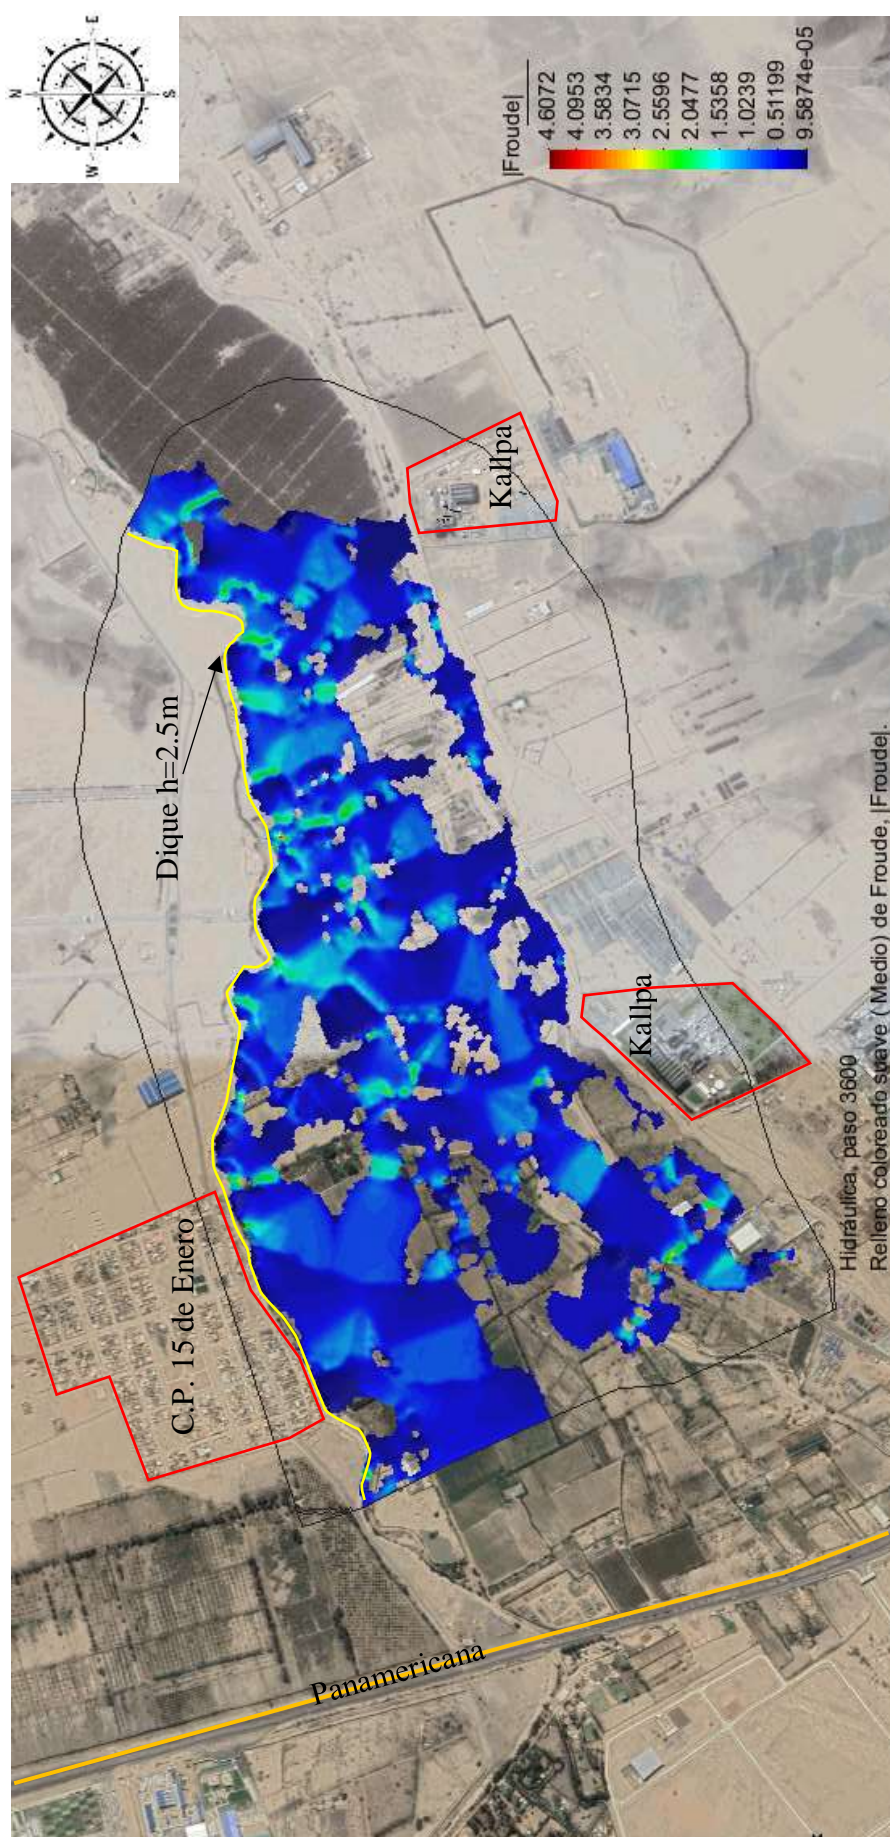 N
E
W
S
|Froude|
4.6072
4.0953
3.5834
3.0715
2.5596
2.0477
1.5358
1.0239
0.51199
9.5874e-05
Dique h=2.5m
Kallpa
C.P. 15 de Enero
Kallpa
Panamericana
Hidráulica, paso 3600
Relleno coloreado suave ( Medio) de Froude, |Froude|.